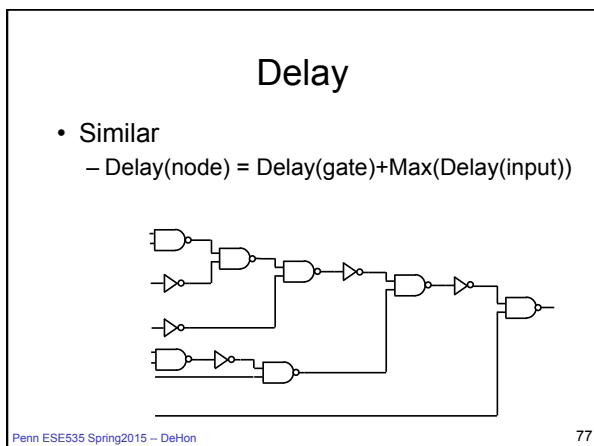 Delay
• Similar
– Delay(node) = Delay(gate)+Max(Delay(input))
Penn ESE535 Spring2015 -- DeHon
77